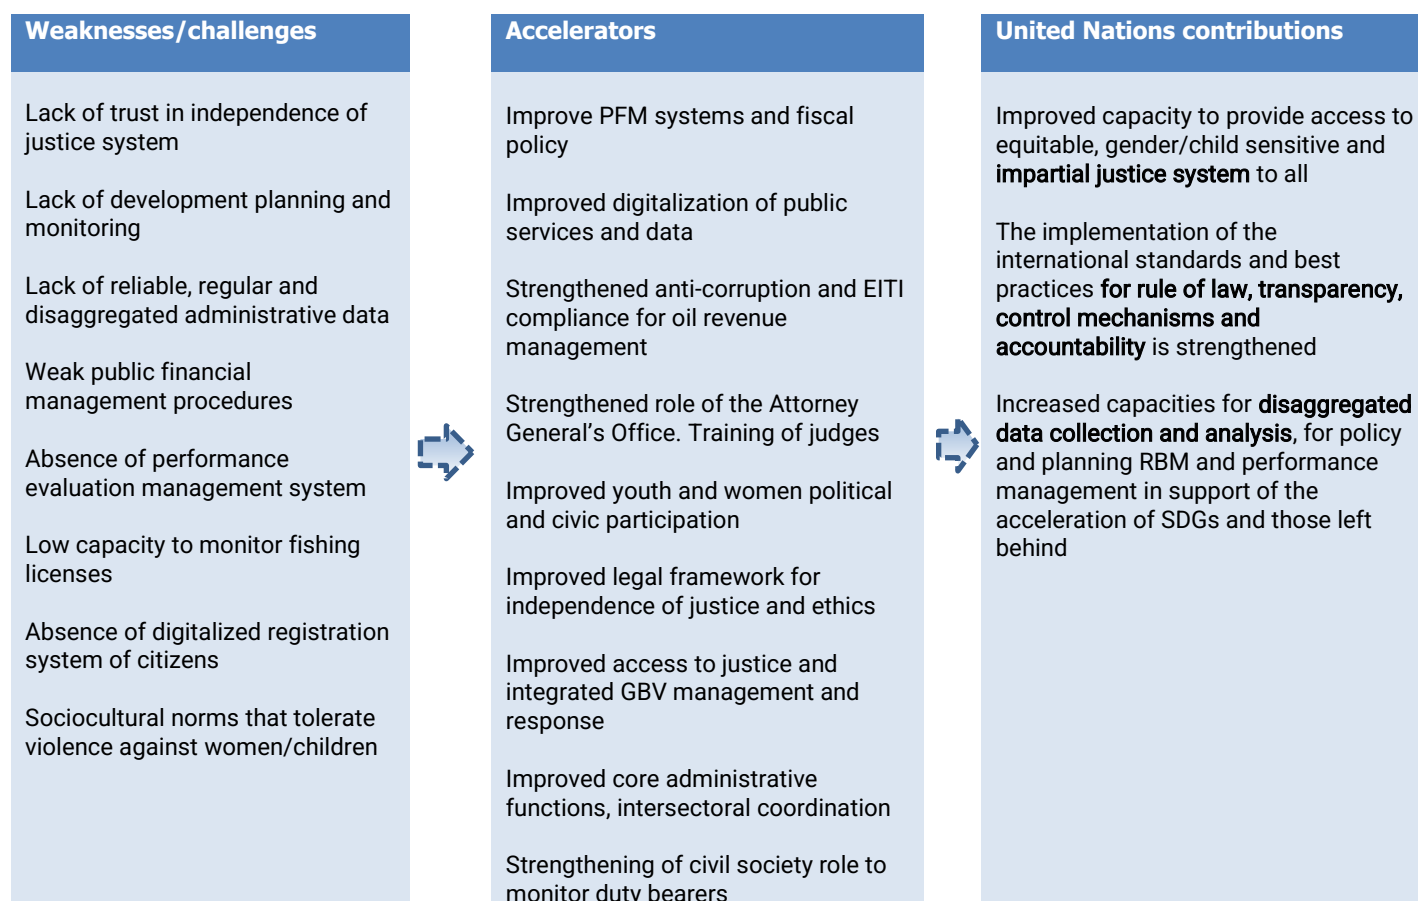 Weaknesses/challenges
Lack of trust in independence of
justice system
Lack of development planning and
monitoring
Lack of reliable, regular and
disaggregated administrative data
Weak public financial
management procedures
Absence of performance
evaluation management system
Low capacity to monitor fishing
licenses
Absence of digitalized registration
system of citizens
Sociocultural norms that tolerate
violence against women/children
Accelerators
Improve PFM systems and fiscal
policy
Improved digitalization of public
services and data
Strengthened anti-corruption and EITI
compliance for oil revenue
management
Strengthened role of the Attorney
General’s Office. Training of judges
Improved youth and women political
and civic participation
Improved legal framework for
independence of justice and ethics
Improved access to justice and
integrated GBV management and
response
Improved core administrative
functions, intersectoral coordination
Strengthening of civil society role to
monitor duty bearers
United Nations contributions
Improved capacity to provide access to
equitable, gender/child sensitive and
impartial justice system to all
The implementation of the
international standards and best
practices for rule of law, transparency,
control mechanisms and
accountability is strengthened
Increased capacities for disaggregated
data collection and analysis, for policy
and planning RBM and performance
management in support of the
acceleration of SDGs and those left
behind